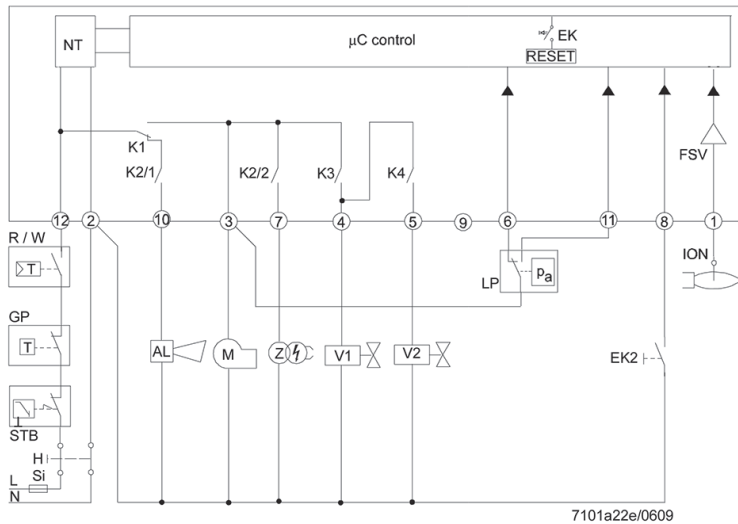 NT
µC control
EK
RESET
K1
K2/1
K2/2
K3
K4
FSV
12
2
10
3
7
4
5
9
6
11
8
1
R / W
T
GP
T
STB
H
Si
L
N
AL
M
Z
V1
V2
LP
pa
ION
EK2
7101a22e/0609